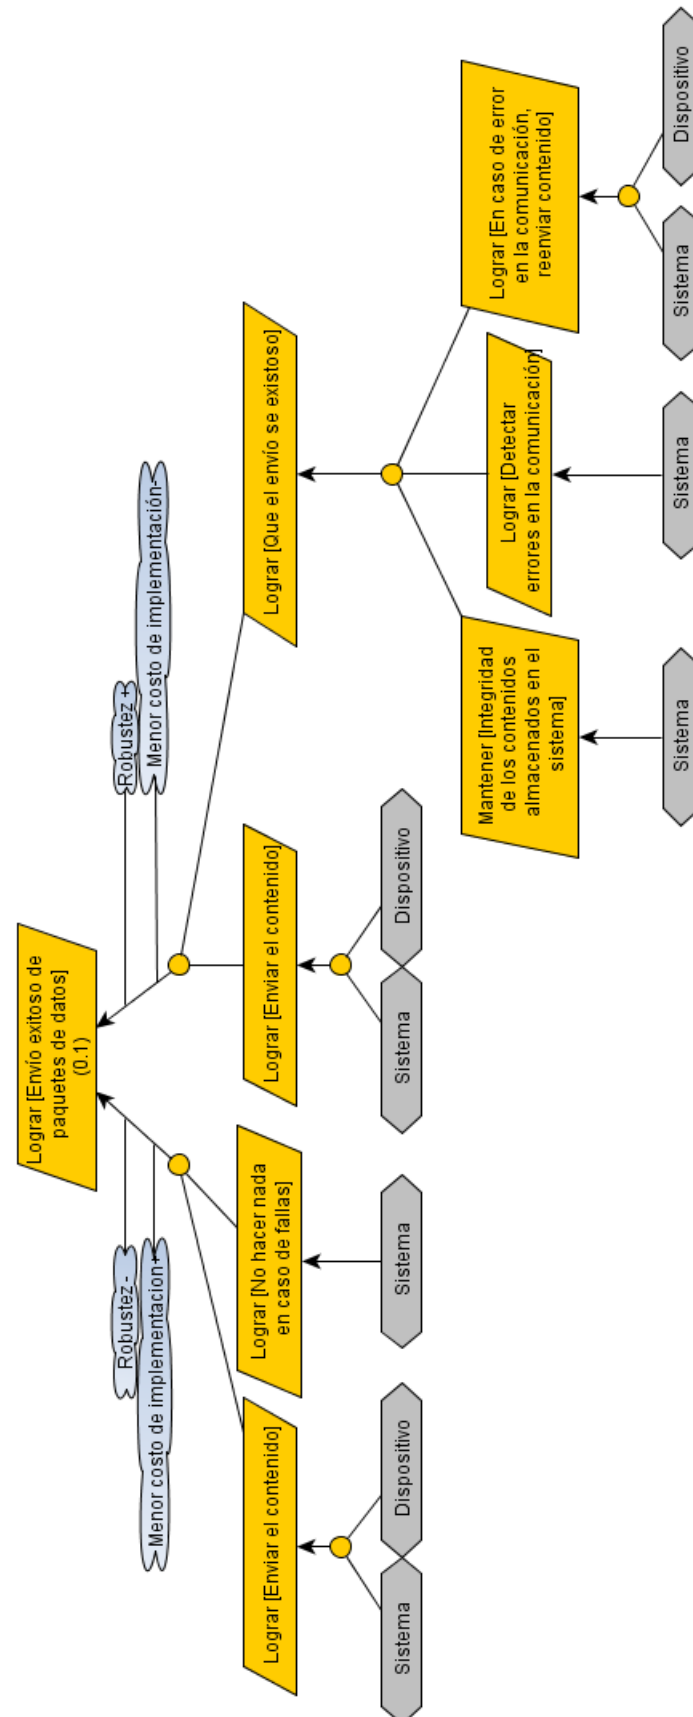 Lograr [Envío exitoso de
paquetes de datos]
(0.1)
Robustez -
Menor costo de implementacion+
Robustez +
Menor costo de implementación-
Lograr [Enviar el contenido]
Lograr [No hacer nada
en caso de fallas]
Lograr [Enviar el contenido]
Lograr [Que el envío se existoso]
Sistema
Dispositivo
Sistema
Sistema
Dispositivo
Mantener [Integridad
de los contenidos
almacenados en el
sistema]
Lograr [Detectar
errores en la comunicación]
Lograr [En caso de error
en la comunicación,
reenviar contenido]
Sistema
Sistema
Sistema
Dispositivo